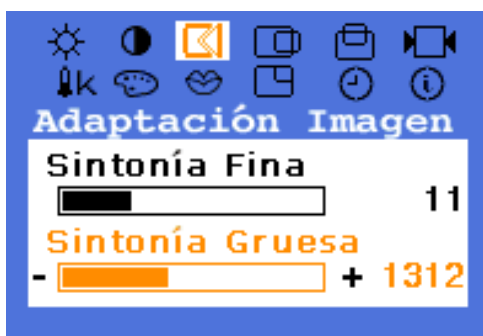 k
Adaptación Imagen
Sintonía Fina
11
Sintonía Gruesa
- + 1312